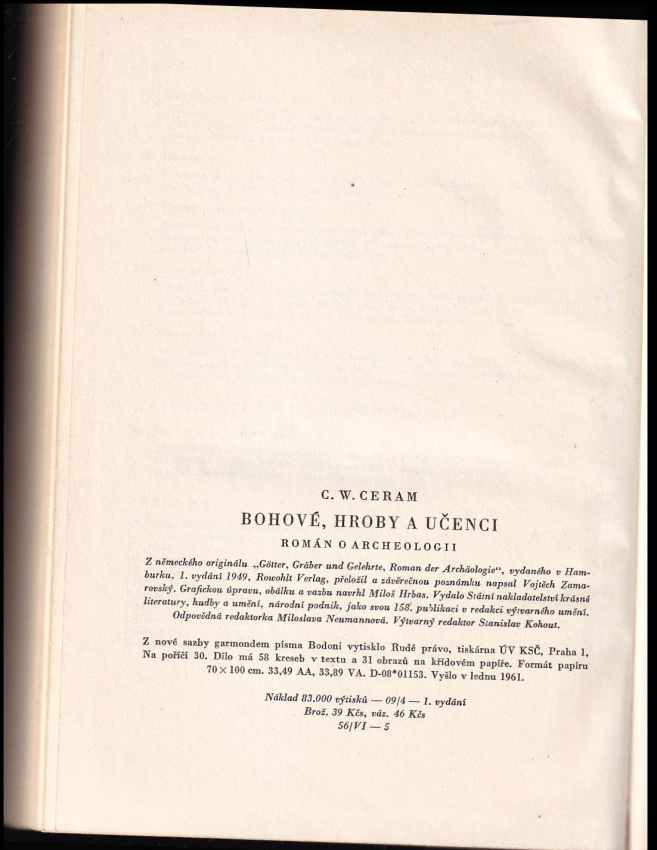 C. W. CERAM
BOHOVÉ, HROBY A UČENCI
ROMÁN O ARCHEOLOGII
Z německého originálu „Götter, Gräber und Gelehrte, Roman der Archäologie“, vydaného v Ham-
burku, 1. vydání 1949, Rowohlt Verlag, přeložil a závěrečnou poznámku napsal Vojtěch Zama-
rovský. Grafickou úpravu, obálku a vazbu navrhl Miloš Hrbas. Vydalo Státní nakladatelství krásné
literatury, hudby a umění, národní podnik, jako svou 158. publikaci v redakci výtvarného umění.
Odpovědná redaktorka Miloslava Neumannová. Výtvarný redaktor Stanislav Kohout.
Z nové sazby garmondem písma Bodoni vytisklo Rudé právo, tiskárna ÚV KSČ, Praha 1,
Na poříčí 30. Dílo má 58 kreseb v textu a 31 obrazů na křídovém papíře. Formát papíru
70 × 100 cm. 33,49 AA, 33,89 VA. D-08*01153. Vyšlo v lednu 1961.
Náklad 83.000 výtisků — 09/4 — 1. vydání
Brož. 39 Kčs, váz. 46 Kčs
56/VI — 5